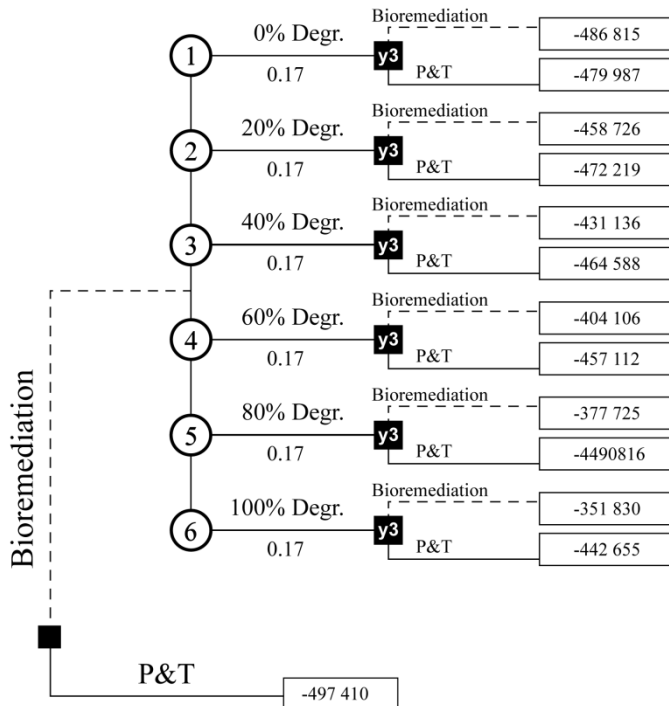 Bioremediation
0% Degr.
-486 815
1
y3
P&T
0.17
-479 987
Bioremediation
20% Degr.
-458 726
2
y3
P&T
0.17
-472 219
Bioremediation
40% Degr.
-431 136
3
y3
P&T
0.17
-464 588
Bioremediation
60% Degr.
-404 106
4
y3
P&T
0.17
-457 112
Bioremediation
80% Degr.
-377 725
5
y3
P&T
0.17
-4490816
Bioremediation
100% Degr.
-351 830
6
y3
P&T
0.17
-442 655
Bioremediation
P&T
-497 410